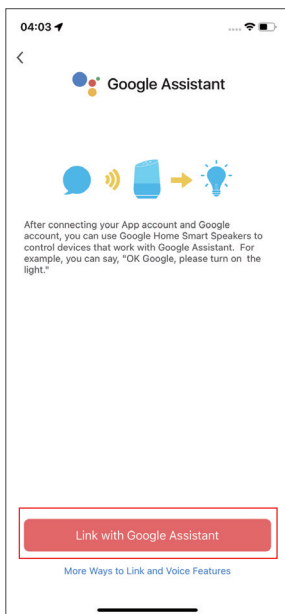 04:03
Google Assistant
After connecting your App account and Google
account, you can use Google Home Smart Speakers to
control devices that work with Google Assistant. For
example, you can say, "OK Google, please turn on the
light."
Link with Google Assistant
More Ways to Link and Voice Features